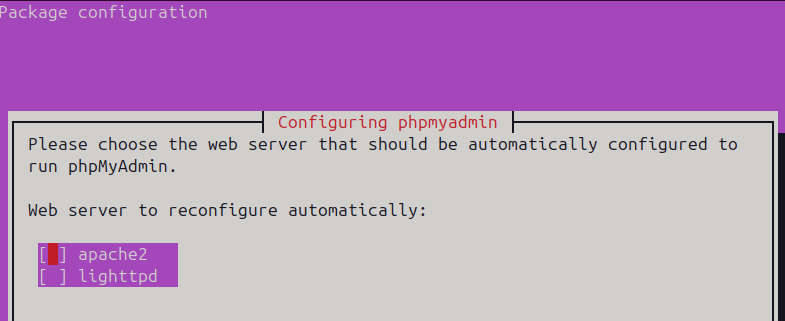 Package configuration
Configuring phpmyadmin
Please choose the web server that should be automatically configured to
run phpMyAdmin.
Web server to reconfigure automatically:
[ ] apache2
[ ] lighttpd